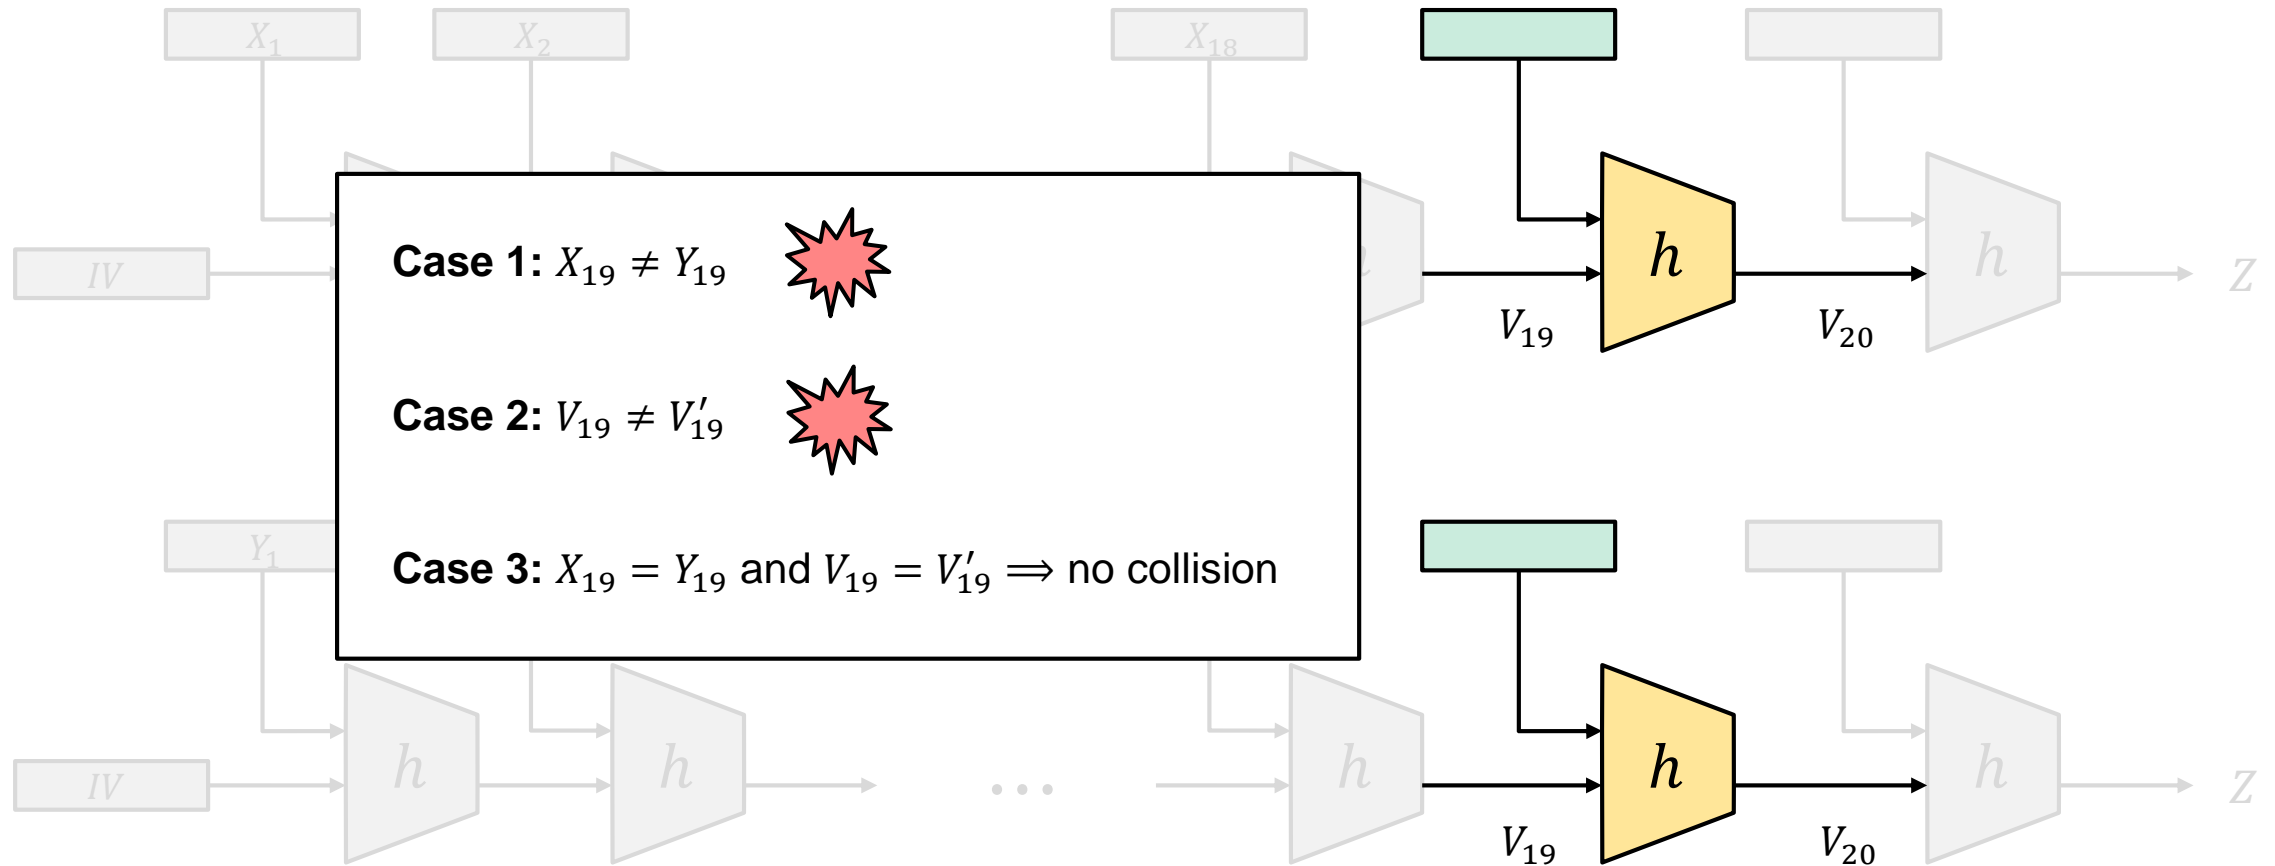 X₁ X₂ X₁₈
IV h h Z
V₁₉ V₂₀
Case 1: X₁₉ ≠ Y₁₉
Case 2: V₁₉ ≠ V′₁₉
Case 3: X₁₉ = Y₁₉ and V₁₉ = V′₁₉ ⟹ no collision
Y₁
IV h h ... h h h Z
V₁₉ V₂₀